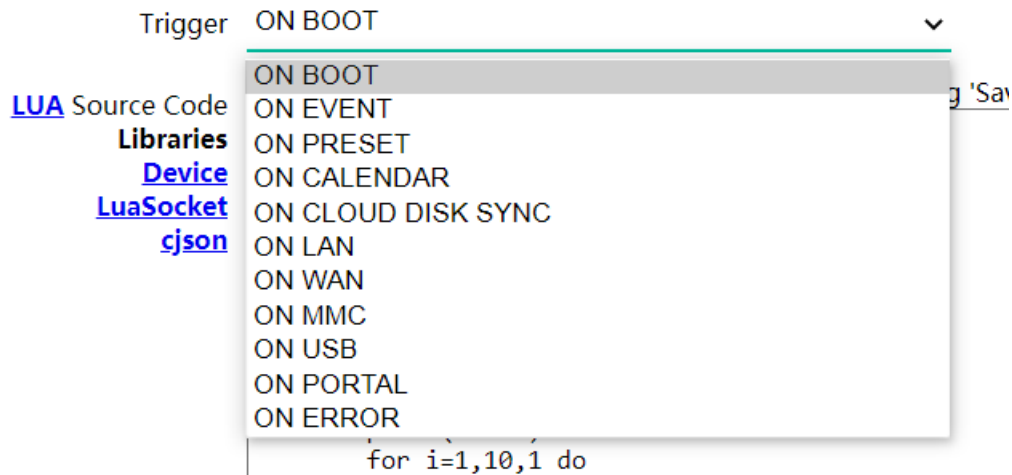 Trigger ON BOOT
ON BOOT
LUA Source Code ON EVENT
Libraries ON PRESET
Device ON CALENDAR
LuaSocket ON CLOUD DISK SYNC
cjson ON LAN
ON WAN
ON MMC
ON USB
ON PORTAL
ON ERROR
for i=1,10,1 do